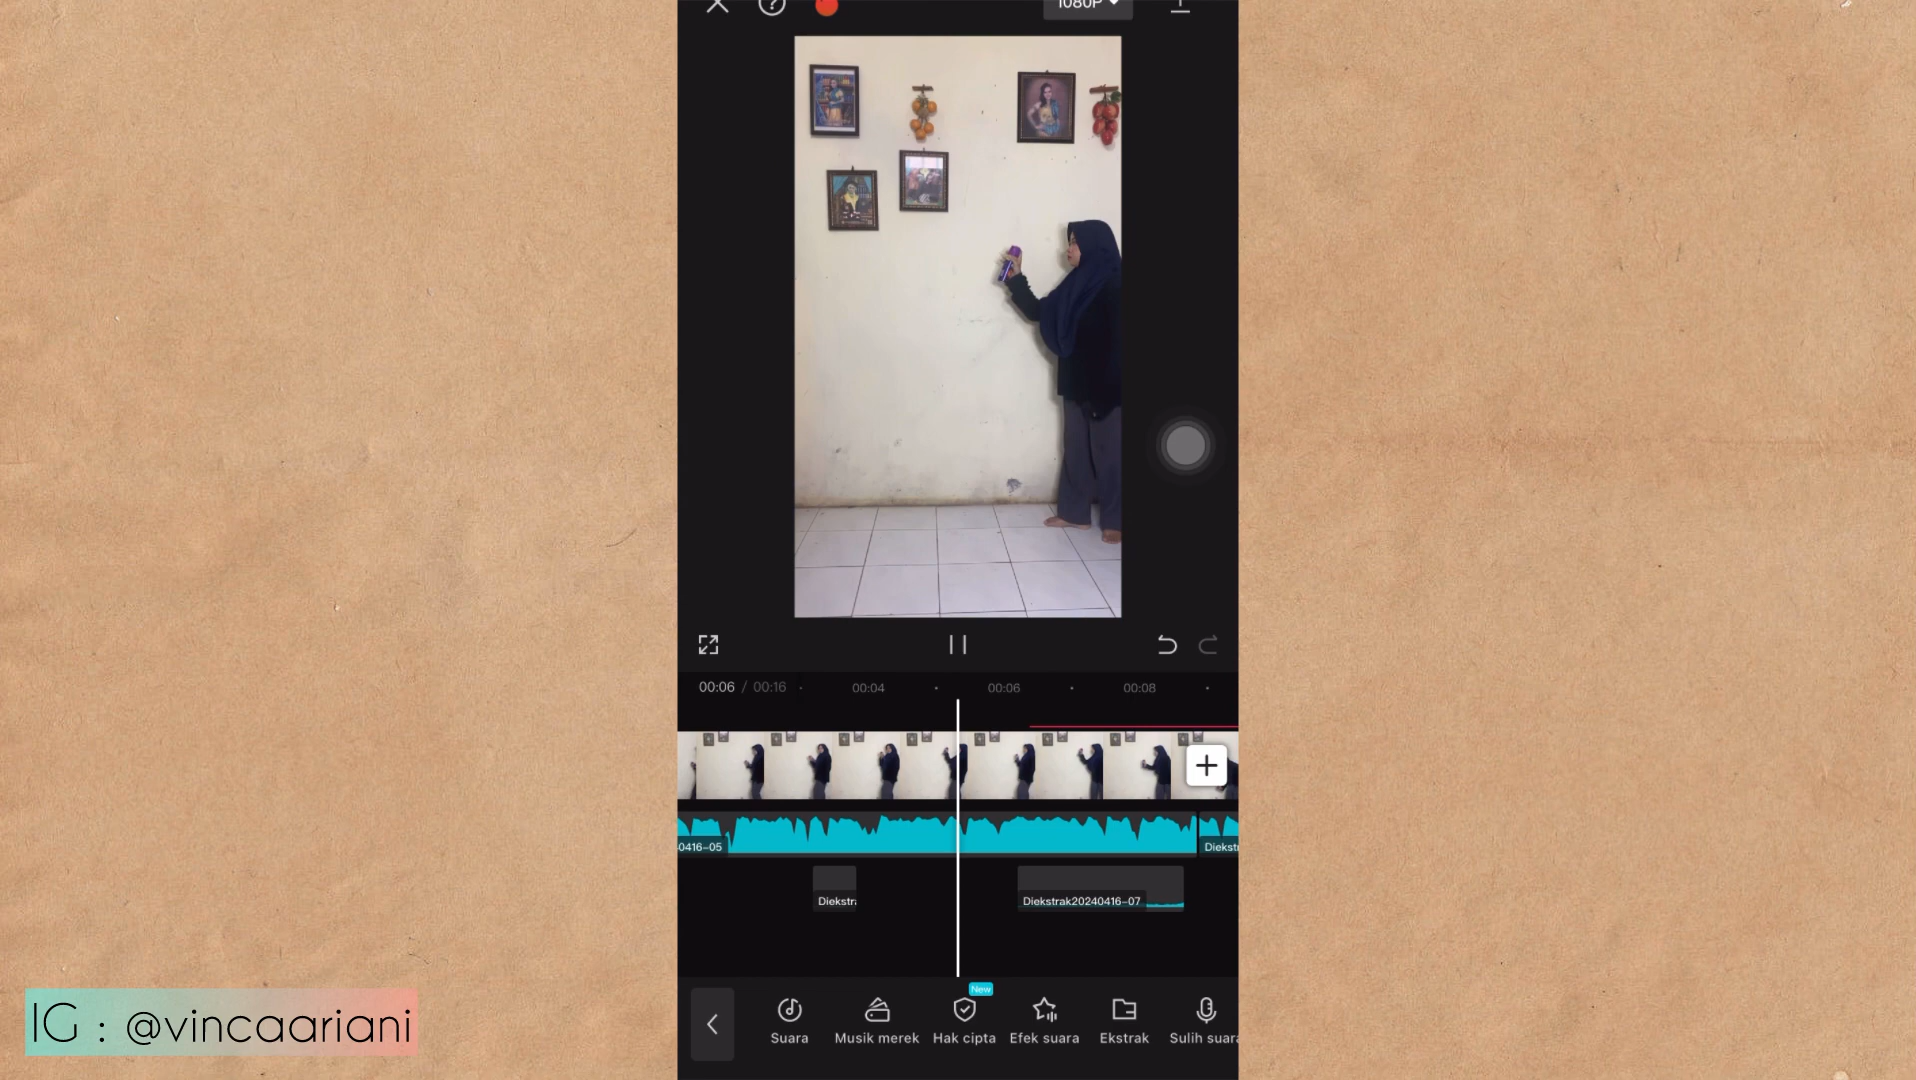 1080P
00:06 / 00:16
00:04
00:06
00:08
0416-05
Diekstr
Diekstra
Diekstrak20240416-07
New
Suara
Musik merek
Hak cipta
Efek suara
Ekstrak
Sulih suara
IG : @vincaariani